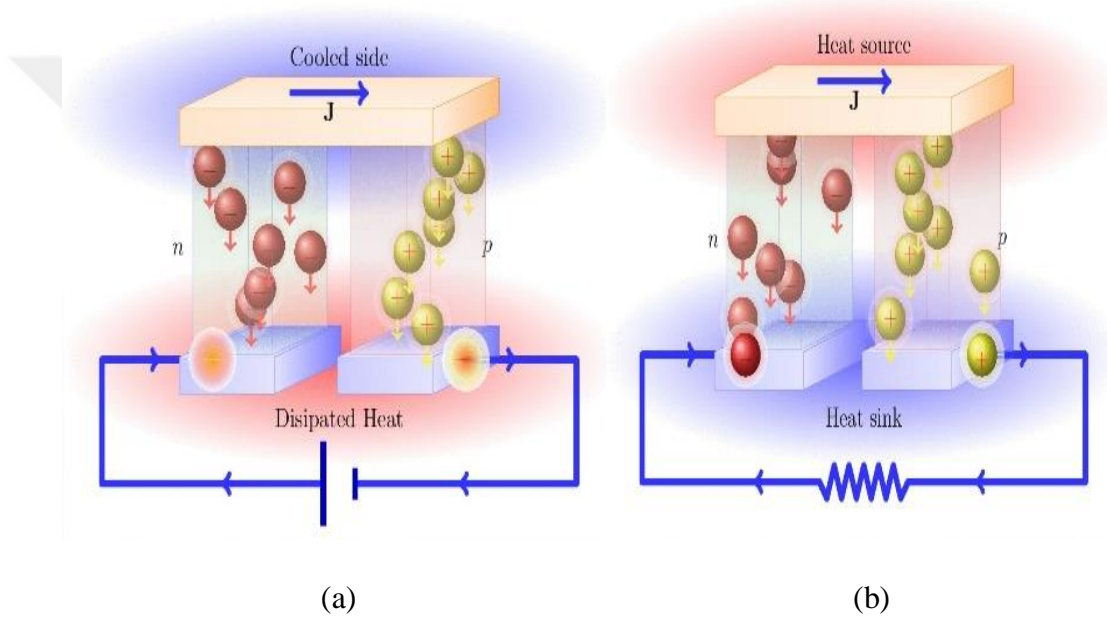 Cooled side
J
n
p
Disipated Heat
(a)
Heat source
J
n
p
Heat sink
(b)